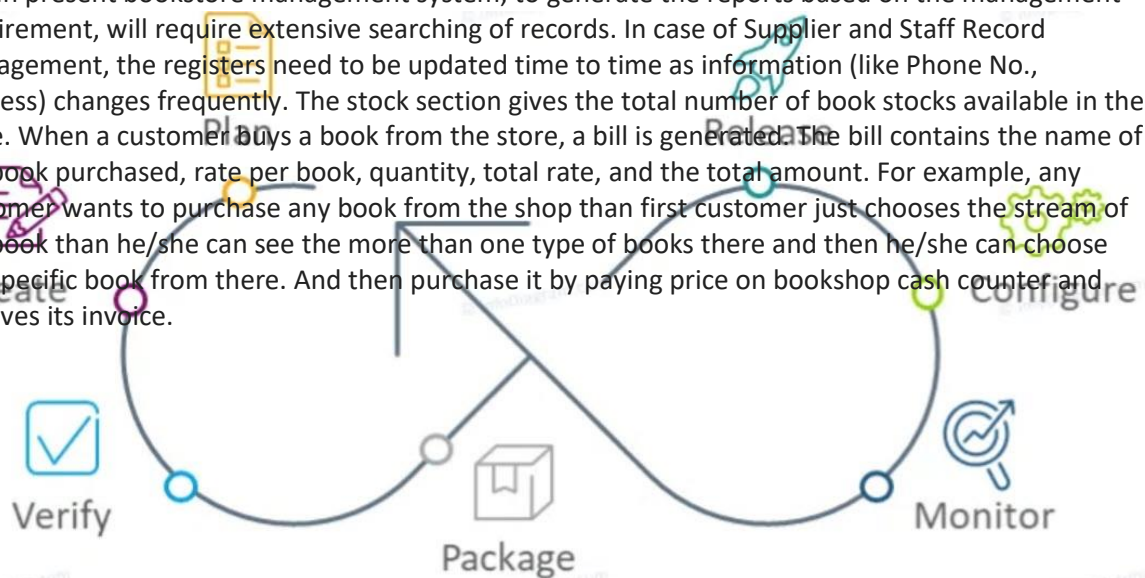 present bookstore management system, to generate the reports based on the management
irement, will require extensive searching of records. In case of Supplier and Staff Record
agement, the registers need to be updated time to time as information (like Phone No.,
ess) changes frequently. The stock section gives the total number of book stocks available in the
e. When a customer buys a book from the store, a bill is generated. The bill contains the name of
Plan
Release
book purchased, rate per book, quantity, total rate, and the total amount. For example, any
omer wants to purchase any book from the shop than first customer just chooses the stream of
book than he/she can see the more than one type of books there and then he/she can choose
pecific book from there. And then purchase it by paying price on bookshop cash counter and
eate
Configure
ves its invoice.
Verify
Monitor
Package